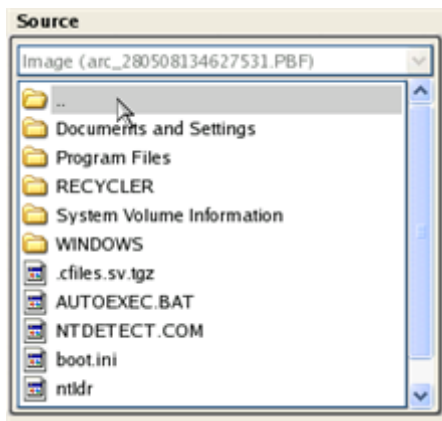 Source
Image (arc_280508134627531.PBF)
..
Documents and Settings
Program Files
RECYCLER
System Volume Information
WINDOWS
.cfiles.sv.tgz
AUTOEXEC.BAT
NTDETECT.COM
boot.ini
ntldr